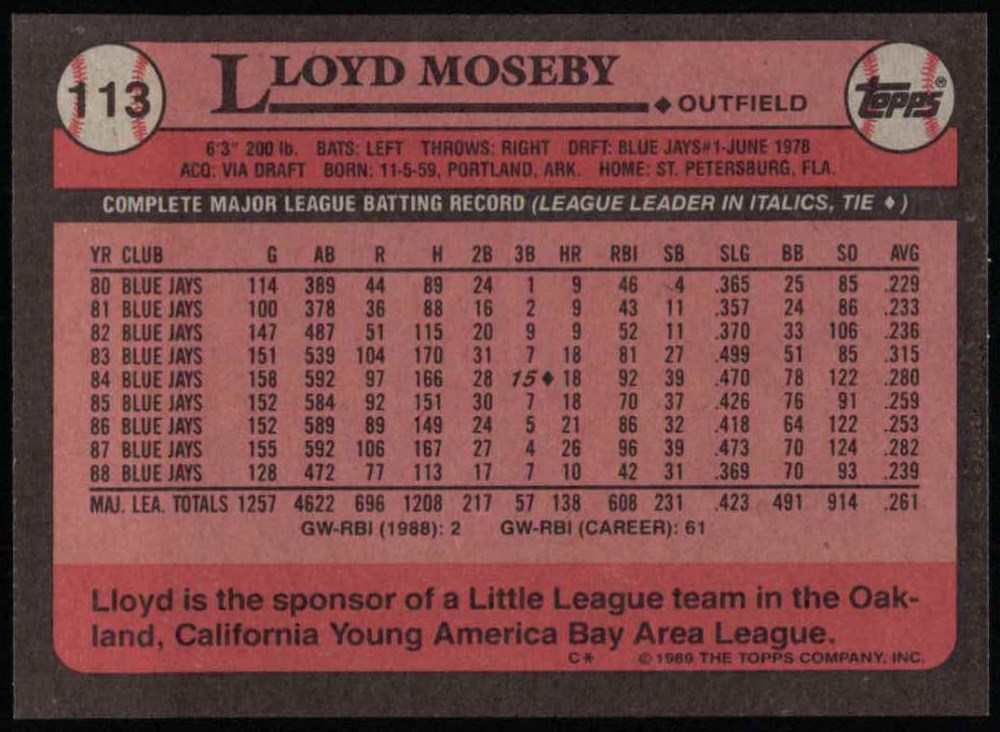 113
LLOYD MOSEBY
◆ OUTFIELD
Topps®
6'3" 200 lb. BATS: LEFT THROWS: RIGHT DRFT: BLUE JAYS#1-JUNE 1978
ACQ: VIA DRAFT BORN: 11-5-59, PORTLAND, ARK. HOME: ST. PETERSBURG, FLA.
COMPLETE MAJOR LEAGUE BATTING RECORD (LEAGUE LEADER IN ITALICS, TIE ◆)
YR CLUB G AB R H 2B 3B HR RBI SB SLG BB SO AVG
80 BLUE JAYS 114 389 44 89 24 1 9 46 4 .365 25 85 .229
81 BLUE JAYS 100 378 36 88 16 2 9 43 11 .357 24 86 .233
82 BLUE JAYS 147 487 51 115 20 9 9 52 11 .370 33 106 .236
83 BLUE JAYS 151 539 104 170 31 7 18 81 27 .499 51 85 .315
84 BLUE JAYS 158 592 97 166 28 15◆ 18 92 39 .470 78 122 .280
85 BLUE JAYS 152 584 92 151 30 7 18 70 37 .426 76 91 .259
86 BLUE JAYS 152 589 89 149 24 5 21 86 32 .418 64 122 .253
87 BLUE JAYS 155 592 106 167 27 4 26 96 39 .473 70 124 .282
88 BLUE JAYS 128 472 77 113 17 7 10 42 31 .369 70 93 .239
MAJ. LEA. TOTALS 1257 4622 696 1208 217 57 138 608 231 .423 491 914 .261
GW-RBI (1988): 2 GW-RBI (CAREER): 61
Lloyd is the sponsor of a Little League team in the Oak-
land, California Young America Bay Area League.
C* © 1989 THE TOPPS COMPANY, INC.